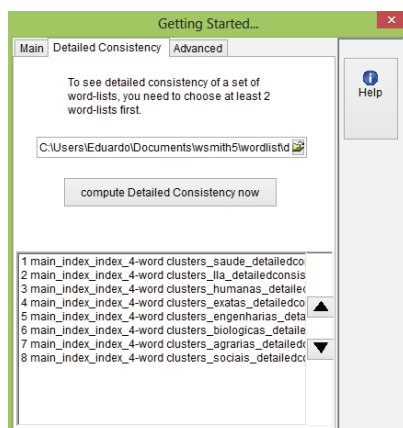 Getting Started...
Main Detailed Consistency Advanced
To see detailed consistency of a set of
word-lists, you need to choose at least 2
word-lists first.
Help
C:\Users\Eduardo\Documents\wsmith5\wordlist\d
compute Detailed Consistency now
1 main_index_index_4-word clusters_saude_detailedco
2 main_index_index_4-word clusters_lla_detailedconsis
3 main_index_index_4-word clusters_humanas_detailed
4 main_index_index_4-word clusters_exatas_detailedco
5 main_index_index_4-word clusters_engenharias_deta
6 main_index_index_4-word clusters_biologicas_detaile
7 main_index_index_4-word clusters_agrarias_detailed
8 main_index_index_4-word clusters_sociais_detailedco